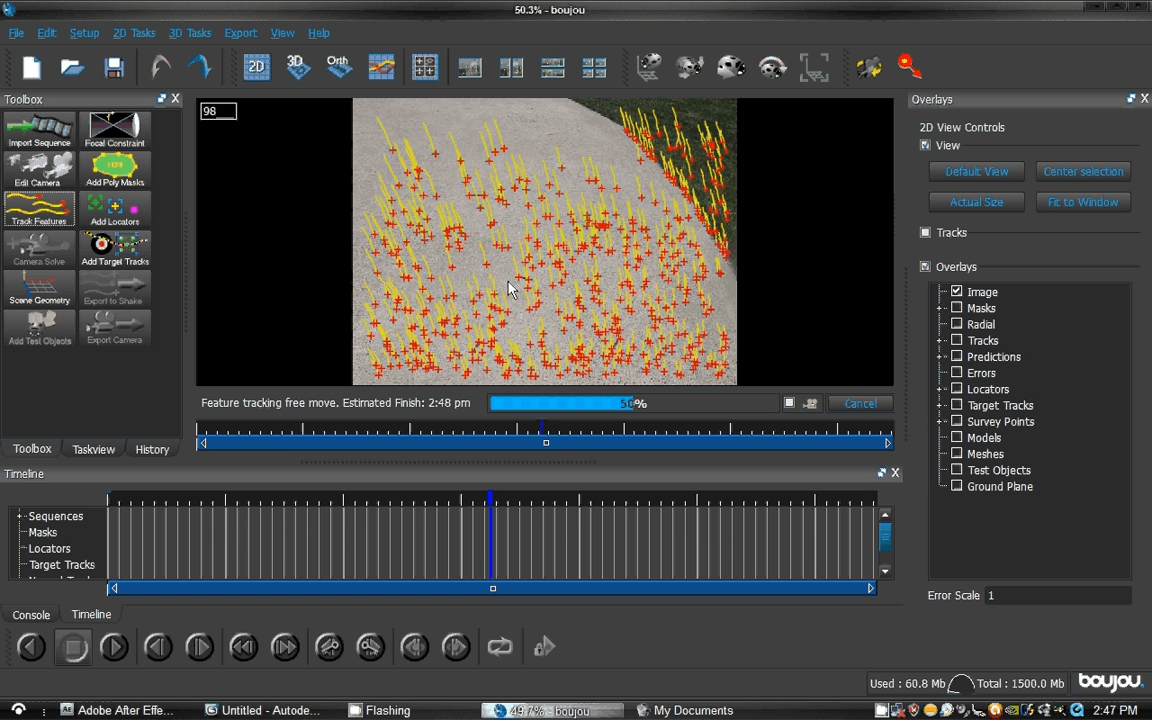 50.3% - boujou
File Edit Setup 2D Tasks 3D Tasks Export View Help
2D 3D Orth
Toolbox
Import Sequence Focal Constraint
Edit Camera Add Poly Masks
Track Features Add Locators
Camera Solve Add Target Tracks
Scene Geometry Export to Shake
Add Test Objects Export Camera
Toolbox Taskview History
98
Feature tracking free move. Estimated Finish: 2:48 pm 50% Cancel
Overlays
2D View Controls
View
Default View Center selection
Actual Size Fit to Window
Tracks
Overlays
Image
Masks
Radial
Tracks
Predictions
Errors
Locators
Target Tracks
Survey Points
Models
Meshes
Test Objects
Ground Plane
Error Scale 1
Timeline
Sequences
Masks
Locators
Target Tracks
Console Timeline
Used : 60.8 Mb Total : 1500.0 Mb boujou.
Adobe After Effe... Untitled - Autode... Flashing 49.7% - boujou My Documents 2:47 PM